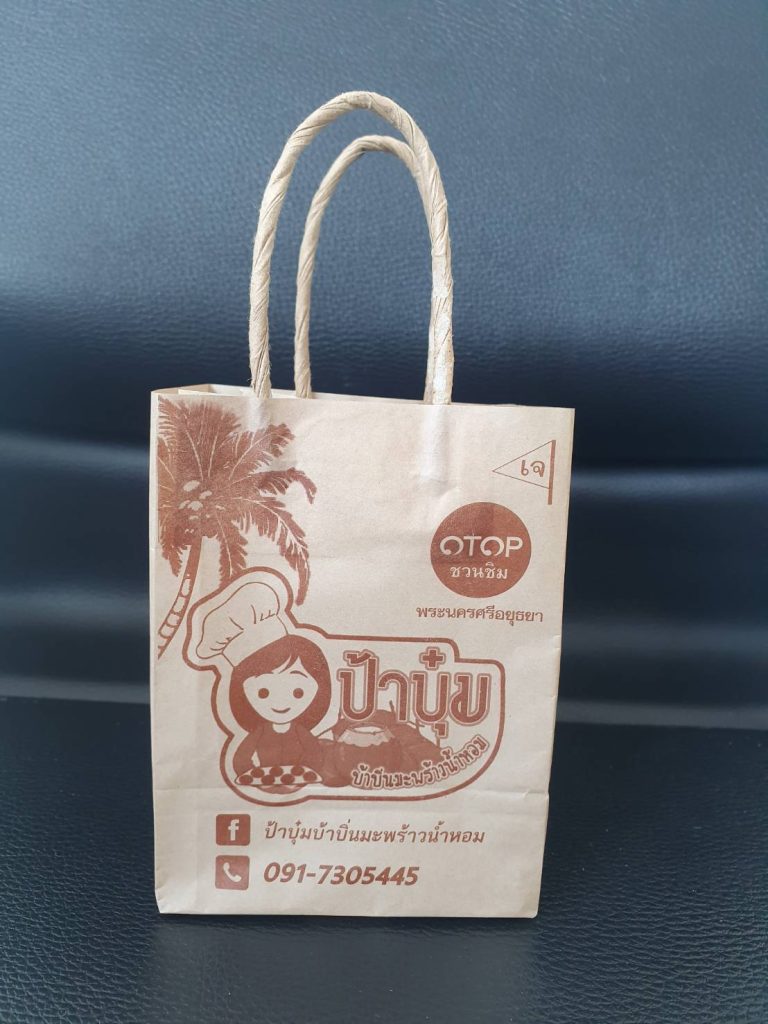 เจ
OTOP
ชวนชิม
พระนครศรีอยุธยา
ป้าบุ๋ม
บ้าบิ่นมะพร้าวน้ำหอม
f ป้าบุ๋มบ้าบิ่นมะพร้าวน้ำหอม
091-7305445